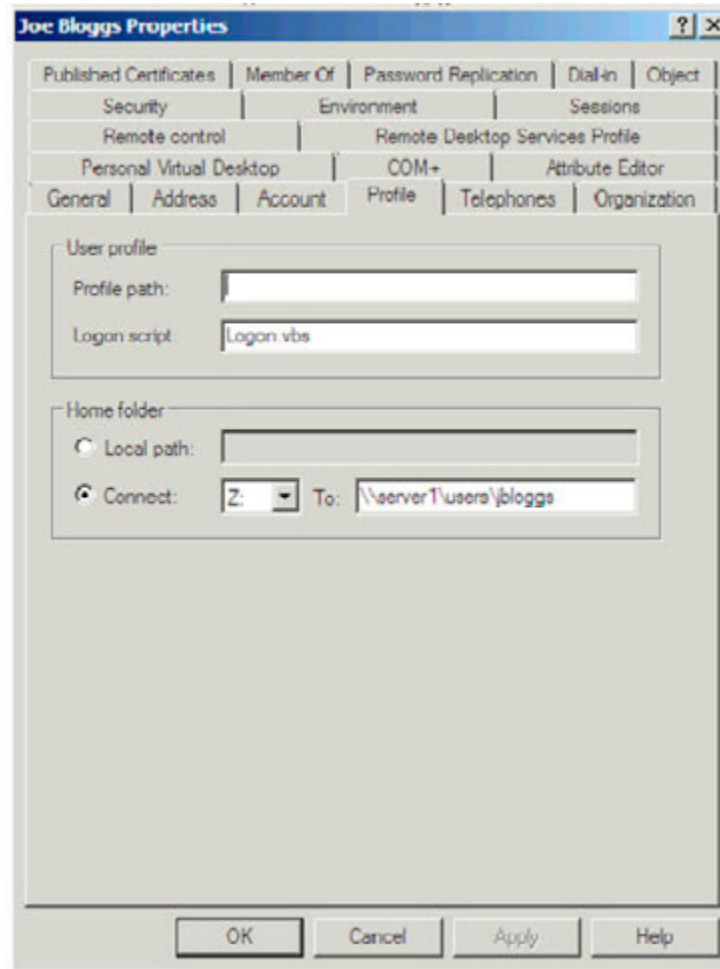 Joe Bloggs Properties
Published Certificates Member Of Password Replication Dial-in Object
Security Environment Sessions
Remote control Remote Desktop Services Profile
Personal Virtual Desktop COM+ Attribute Editor
General Address Account Profile Telephones Organization
User profile
Profile path:
Logon script: Logon.vbs
Home folder
Local path:
Connect: Z: To: \\server1\users\jbloggs
OK Cancel Apply Help